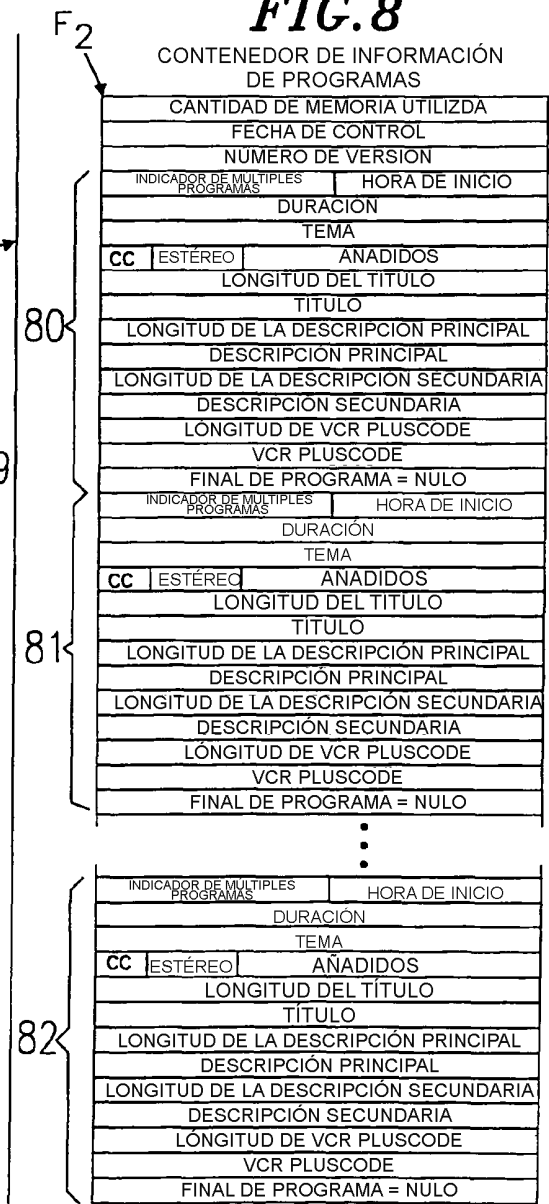 FIG. 8
F2
CONTENEDOR DE INFORMACIÓN
DE PROGRAMAS
CANTIDAD DE MEMORIA UTILIZDA
FECHA DE CONTROL
NÚMERO DE VERSION
INDICADOR DE MÚLTIPLES PROGRAMAS HORA DE INICIO
DURACIÓN
TEMA
CC ESTÉREO AÑADIDOS
LONGITUD DEL TÍTULO
TÍTULO
80
LONGITUD DE LA DESCRIPCIÓN PRINCIPAL
DESCRIPCIÓN PRINCIPAL
LONGITUD DE LA DESCRIPCIÓN SECUNDARIA
DESCRIPCIÓN SECUNDARIA
LÓNGITUD DE VCR PLUSCODE
VCR PLUSCODE
9
FINAL DE PROGRAMA = NULO
INDICADOR DE MÚLTIPLES PROGRAMAS HORA DE INICIO
DURACIÓN
TEMA
CC ESTÉREO AÑADIDOS
LONGITUD DEL TITULO
TÍTULO
81
LONGITUD DE LA DESCRIPCIÓN PRINCIPAL
DESCRIPCIÓN PRINCIPAL
LONGITUD DE LA DESCRIPCIÓN SECUNDARIA
DESCRIPCIÓN SECUNDARIA
LÓNGITUD DE VCR PLUSCODE
VCR PLUSCODE
FINAL DE PROGRAMA = NULO
INDICADOR DE MÚLTIPLES PROGRAMAS HORA DE INICIO
DURACIÓN
TEMA
CC ESTÉREO AÑADIDOS
LONGITUD DEL TÍTULO
TÍTULO
82
LONGITUD DE LA DESCRIPCIÓN PRINCIPAL
DESCRIPCIÓN PRINCIPAL
LONGITUD DE LA DESCRIPCIÓN SECUNDARIA
DESCRIPCIÓN SECUNDARIA
LÓNGITUD DE VCR PLUSCODE
VCR PLUSCODE
FINAL DE PROGRAMA = NULO